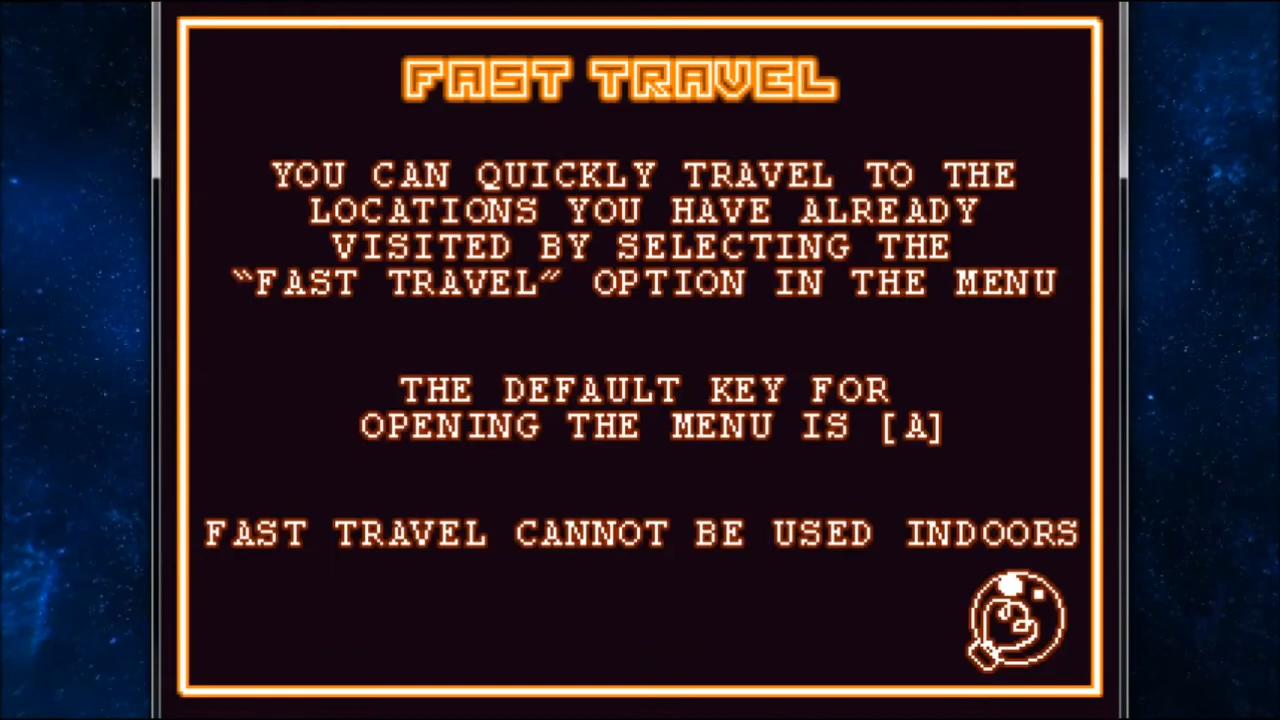 FAST TRAVEL
YOU CAN QUICKLY TRAVEL TO THE
LOCATIONS YOU HAVE ALREADY
VISITED BY SELECTING THE
“FAST TRAVEL” OPTION IN THE MENU
THE DEFAULT KEY FOR
OPENING THE MENU IS [A]
FAST TRAVEL CANNOT BE USED INDOORS